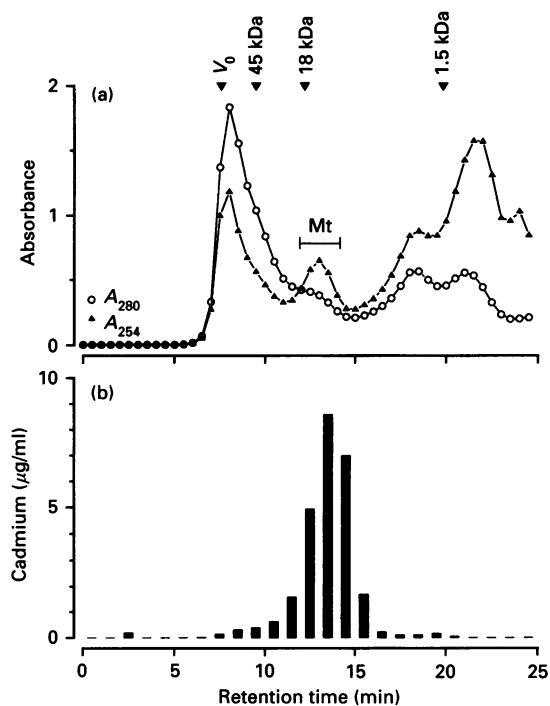 V₀
45 kDa
18 kDa
1.5 kDa
(a)
2
1
0
Absorbance
Mt
A₂₈₀
A₂₅₄
(b)
10
5
0
Cadmium (μg/ml)
0 5 10 15 20 25
Retention time (min)